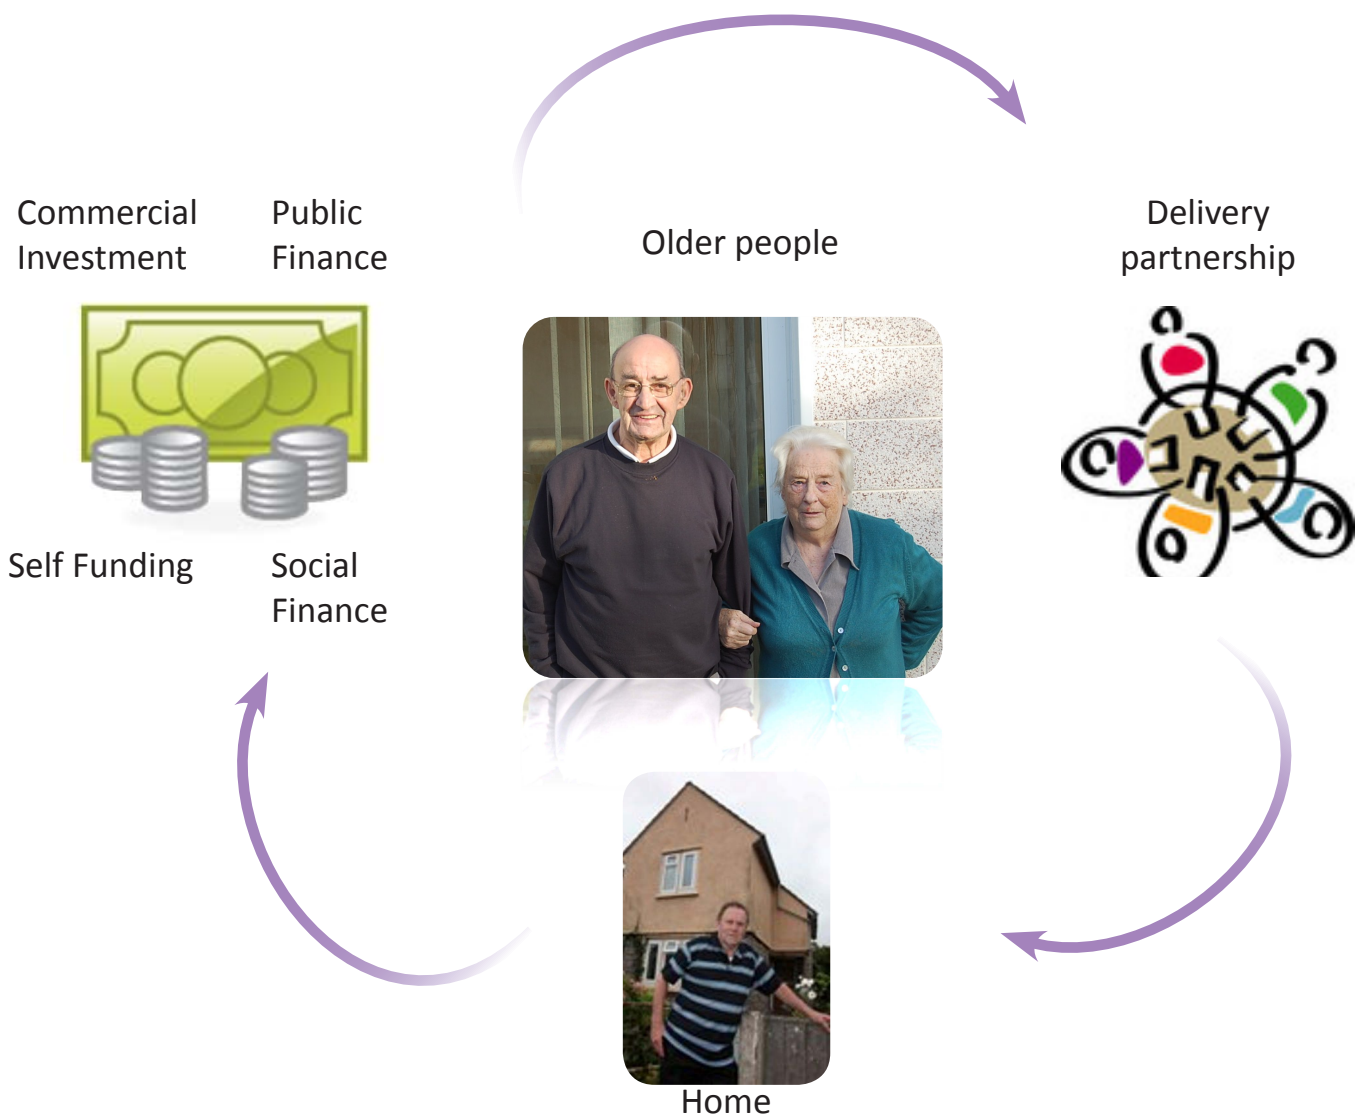 Commercial
Investment
Public
Finance
Older people
Delivery
partnership
Self Funding
Social
Finance
Home